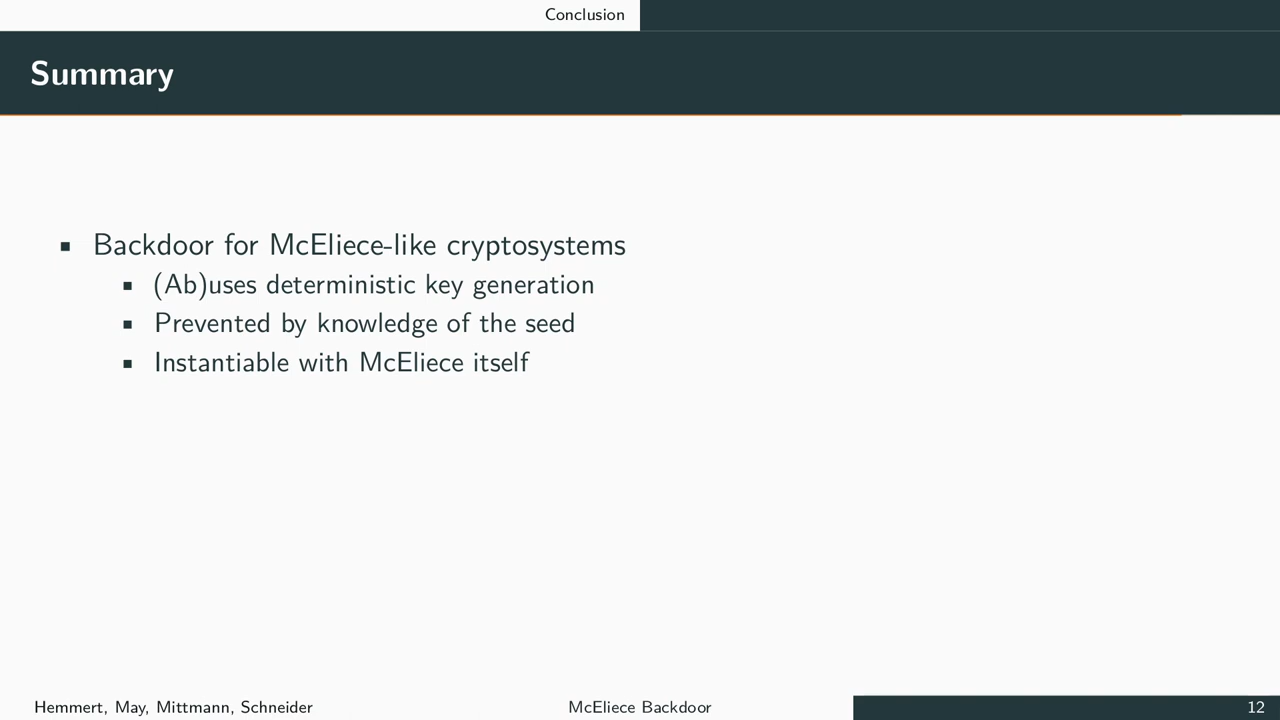 Conclusion
Summary
▪ Backdoor for McEliece-like cryptosystems
▪ (Ab)uses deterministic key generation
▪ Prevented by knowledge of the seed
▪ Instantiable with McEliece itself
Hemmert, May, Mittmann, Schneider
McEliece Backdoor
12